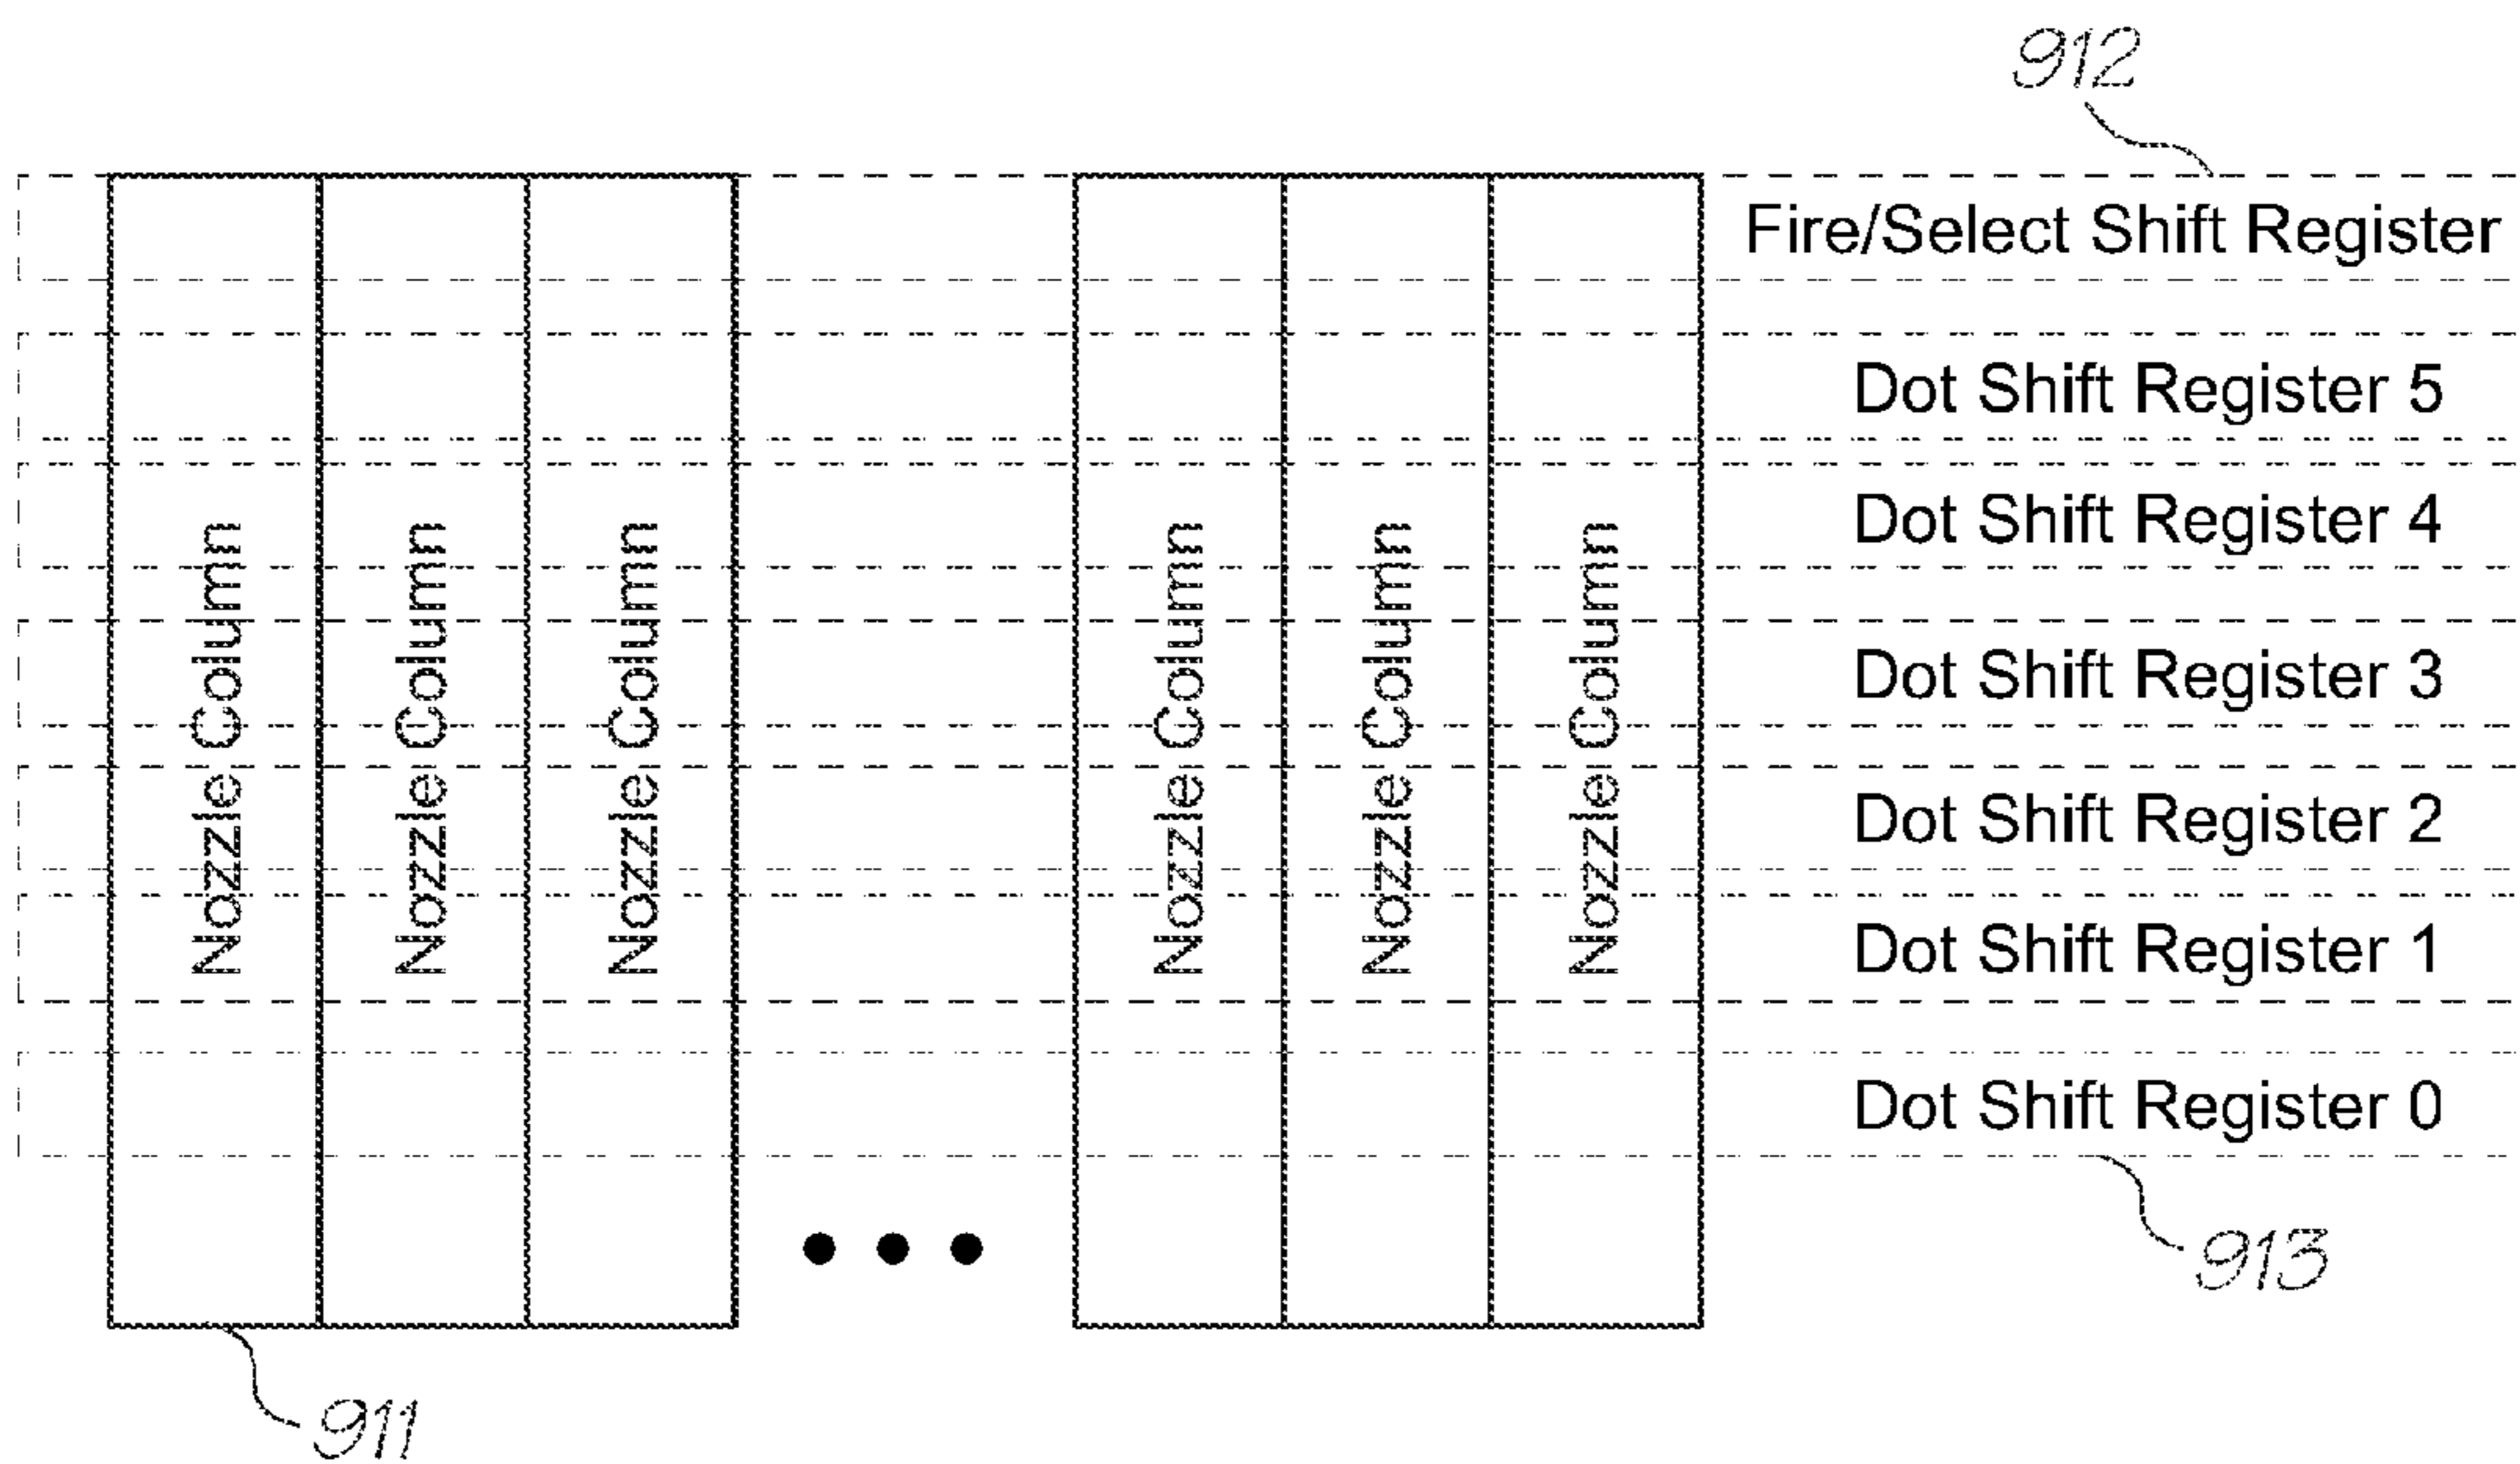 912
Fire/Select Shift Register
Dot Shift Register 5
Dot Shift Register 4
Dot Shift Register 3
Dot Shift Register 2
Dot Shift Register 1
Dot Shift Register 0
Nozzle Column
Nozzle Column
Nozzle Column
Nozzle Column
Nozzle Column
Nozzle Column
913
911